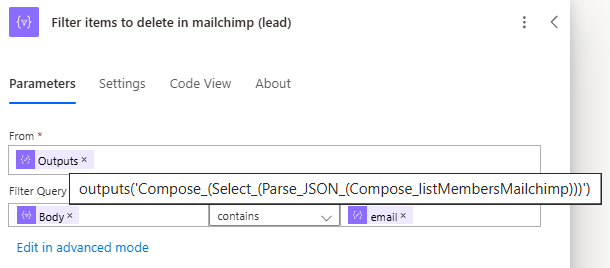 Filter items to delete in mailchimp (lead)
Parameters Settings Code View About
From *
Outputs ×
outputs('Compose_(Select_(Parse_JSON_(Compose_listMembersMailchimp)))')
Filter Query
Body × contains email ×
Edit in advanced mode